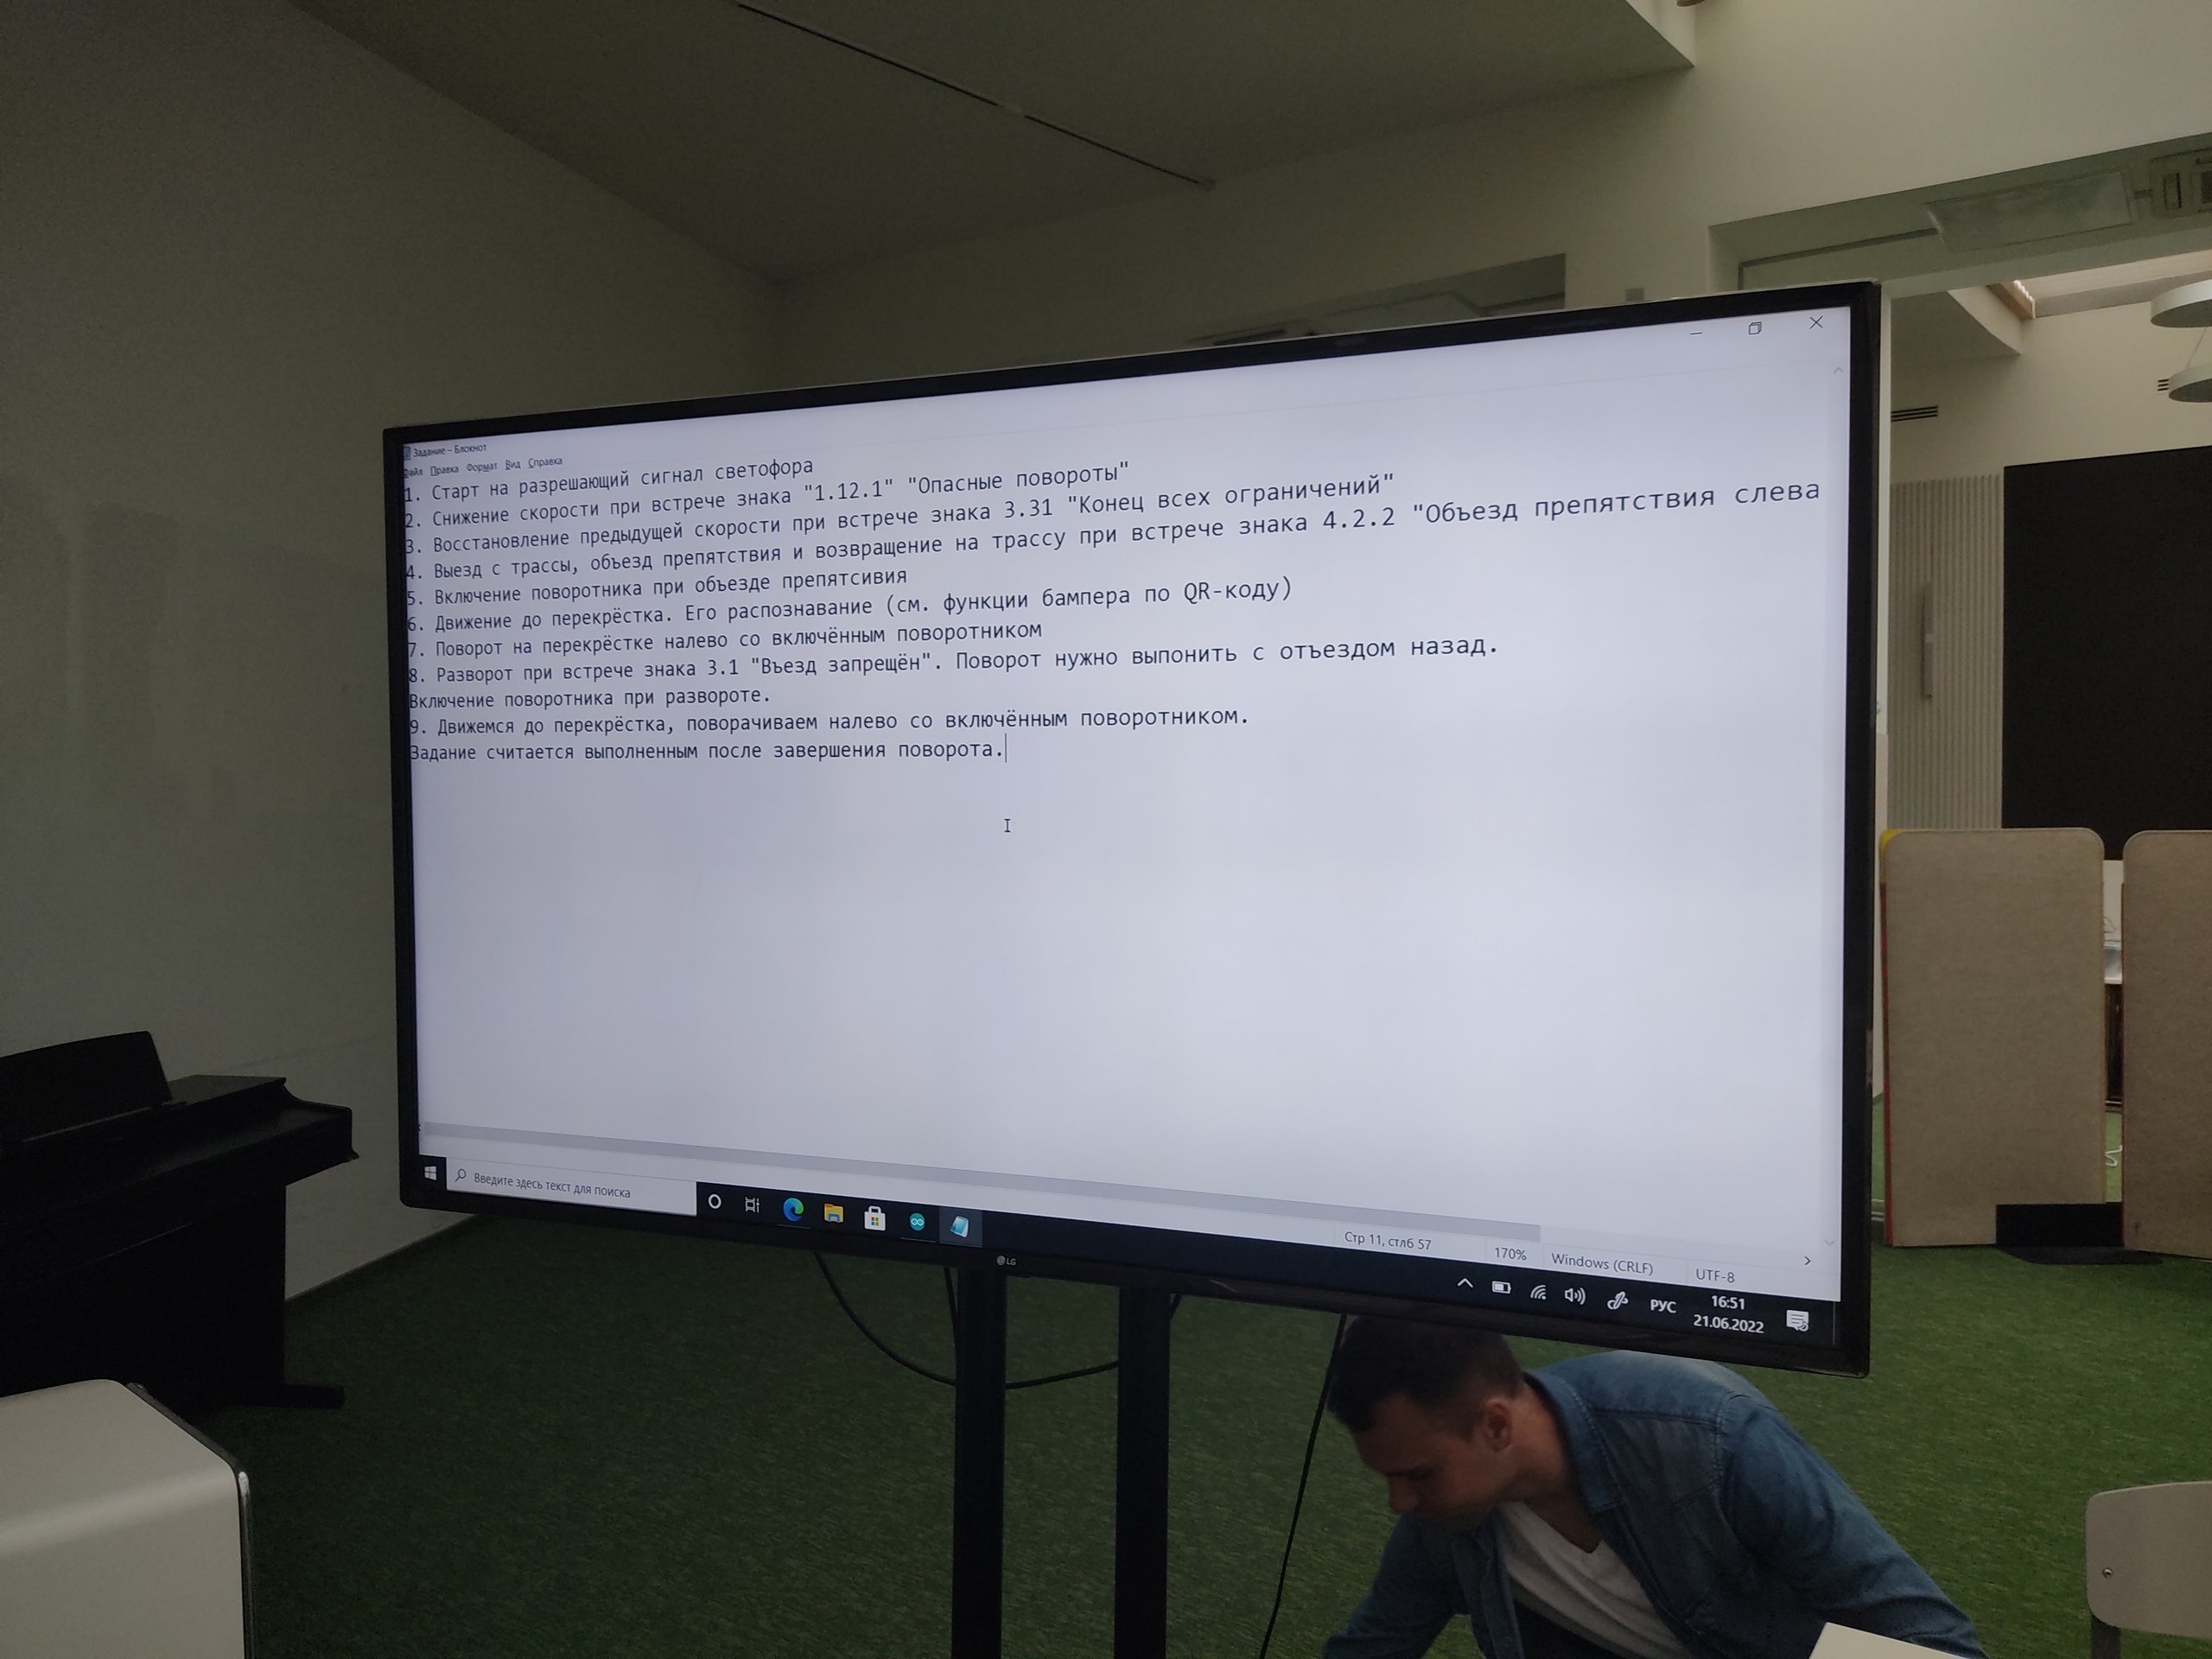 Задание – Блокнот
Файл Правка Формат Вид Справка
1. Старт на разрешающий сигнал светофора
2. Снижение скорости при встрече знака "1.12.1" "Опасные повороты"
3. Восстановление предыдущей скорости при встрече знака 3.31 "Конец всех ограничений"
4. Выезд с трассы, объезд препятствия и возвращение на трассу при встрече знака 4.2.2 "Объезд препятствия слева
5. Включение поворотника при объезде препятсивия
6. Движение до перекрёстка. Его распознавание (см. функции бампера по QR-коду)
7. Поворот на перекрёстке налево со включённым поворотником
8. Разворот при встрече знака 3.1 "Въезд запрещён". Поворот нужно выпонить с отъездом назад.
Включение поворотника при развороте.
9. Движемся до перекрёстка, поворачиваем налево со включённым поворотником.
Задание считается выполненным после завершения поворота.
Стр 11, стлб 57 170% Windows (CRLF) UTF-8
Введите здесь текст для поиска
РУС 16:51
21.06.2022
LG